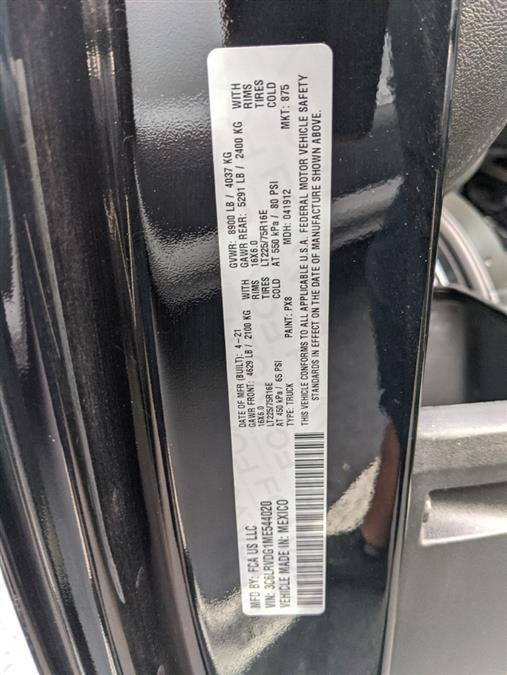 MFD BY: FCA US LLC
DATE OF MFR (BUILT): 4-21
GVWR: 8900 LB / 4037 KG
GAWR FRONT: 4629 LB / 2100 KG WITH
GAWR REAR: 5291 LB / 2400 KG WITH
16X6.0 RIMS
16X6.0 RIMS
LT225/75R16E TIRES
LT225/75R16E TIRES
AT 450 kPa / 65 PSI COLD
AT 550 kPa / 80 PSI COLD
VIN: 3C6LRVDG1ME544020
TYPE: TRUCK
PAINT: PX8
MDH: 041912
MKT: 875
VEHICLE MADE IN: MEXICO
THIS VEHICLE CONFORMS TO ALL APPLICABLE U.S.A. FEDERAL MOTOR VEHICLE SAFETY
STANDARDS IN EFFECT ON THE DATE OF MANUFACTURE SHOWN ABOVE.